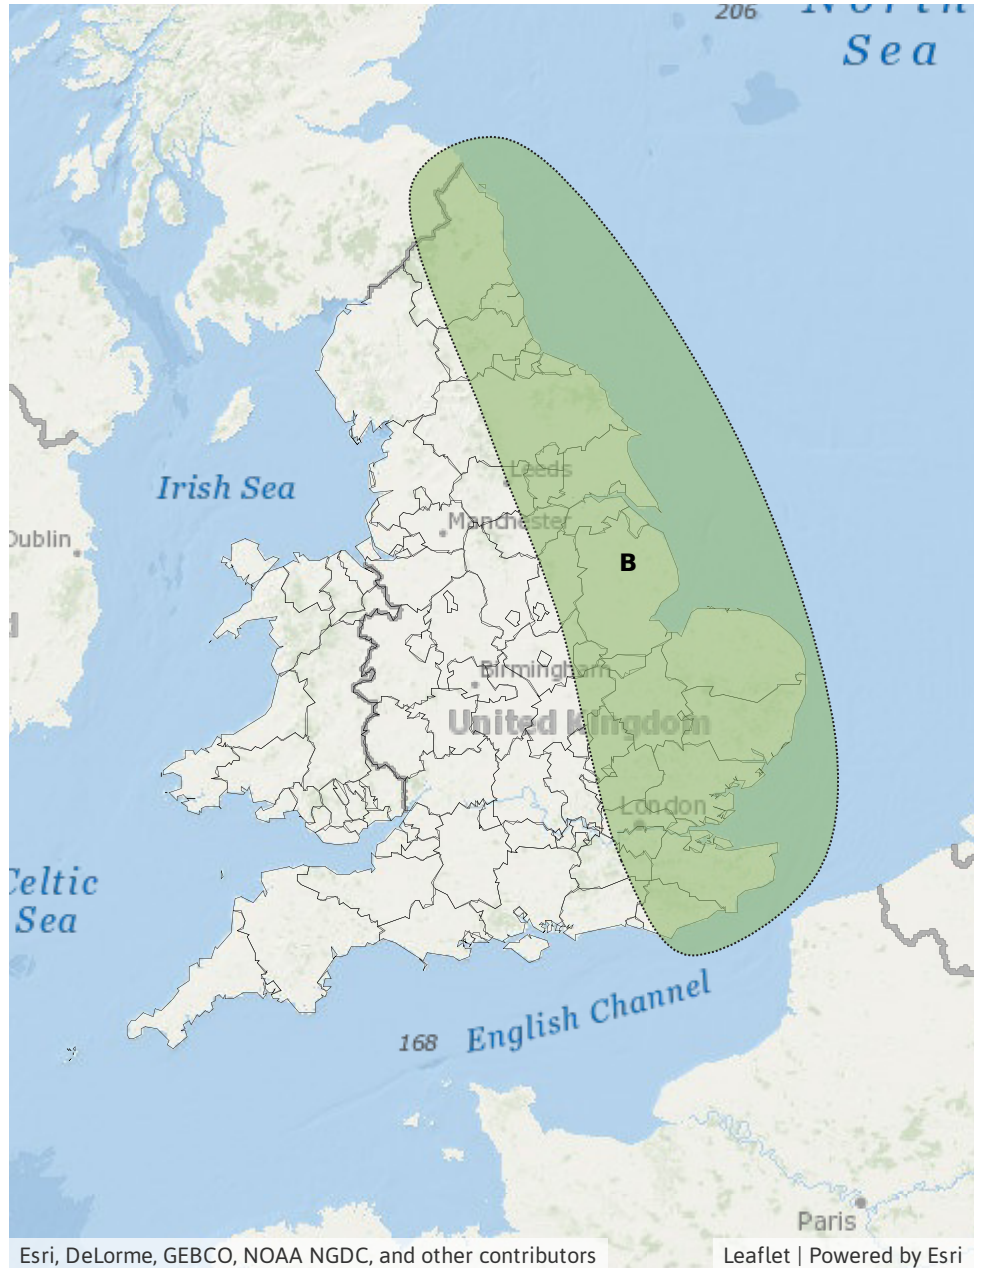 206
North
Sea
Leeds
Irish Sea
Manchester
Dublin
B
Birmingham
United Kingdom
London
Celtic
Sea
English Channel
168
Paris
Esri, DeLorme, GEBCO, NOAA NGDC, and other contributors
Leaflet | Powered by Esri